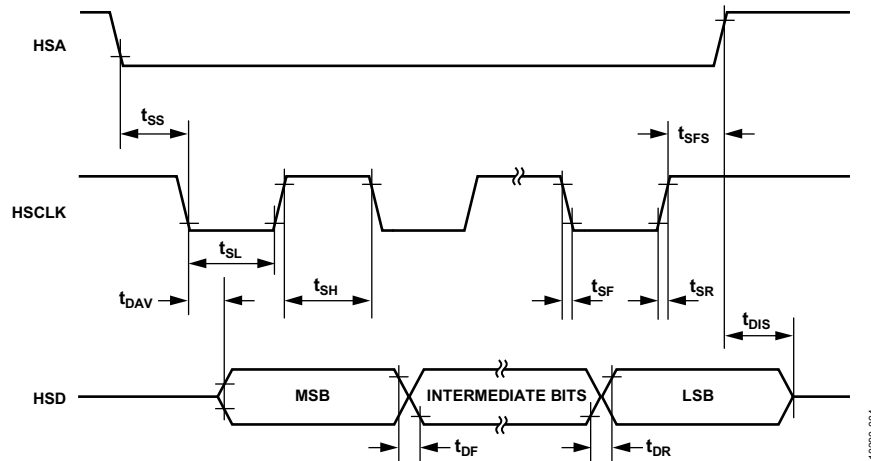 HSA
tSS
tSFS
HSCLK
tSL
tDAV
tSH
tSF
tSR
tDIS
HSD
MSB
INTERMEDIATE BITS
LSB
tDF
tDR